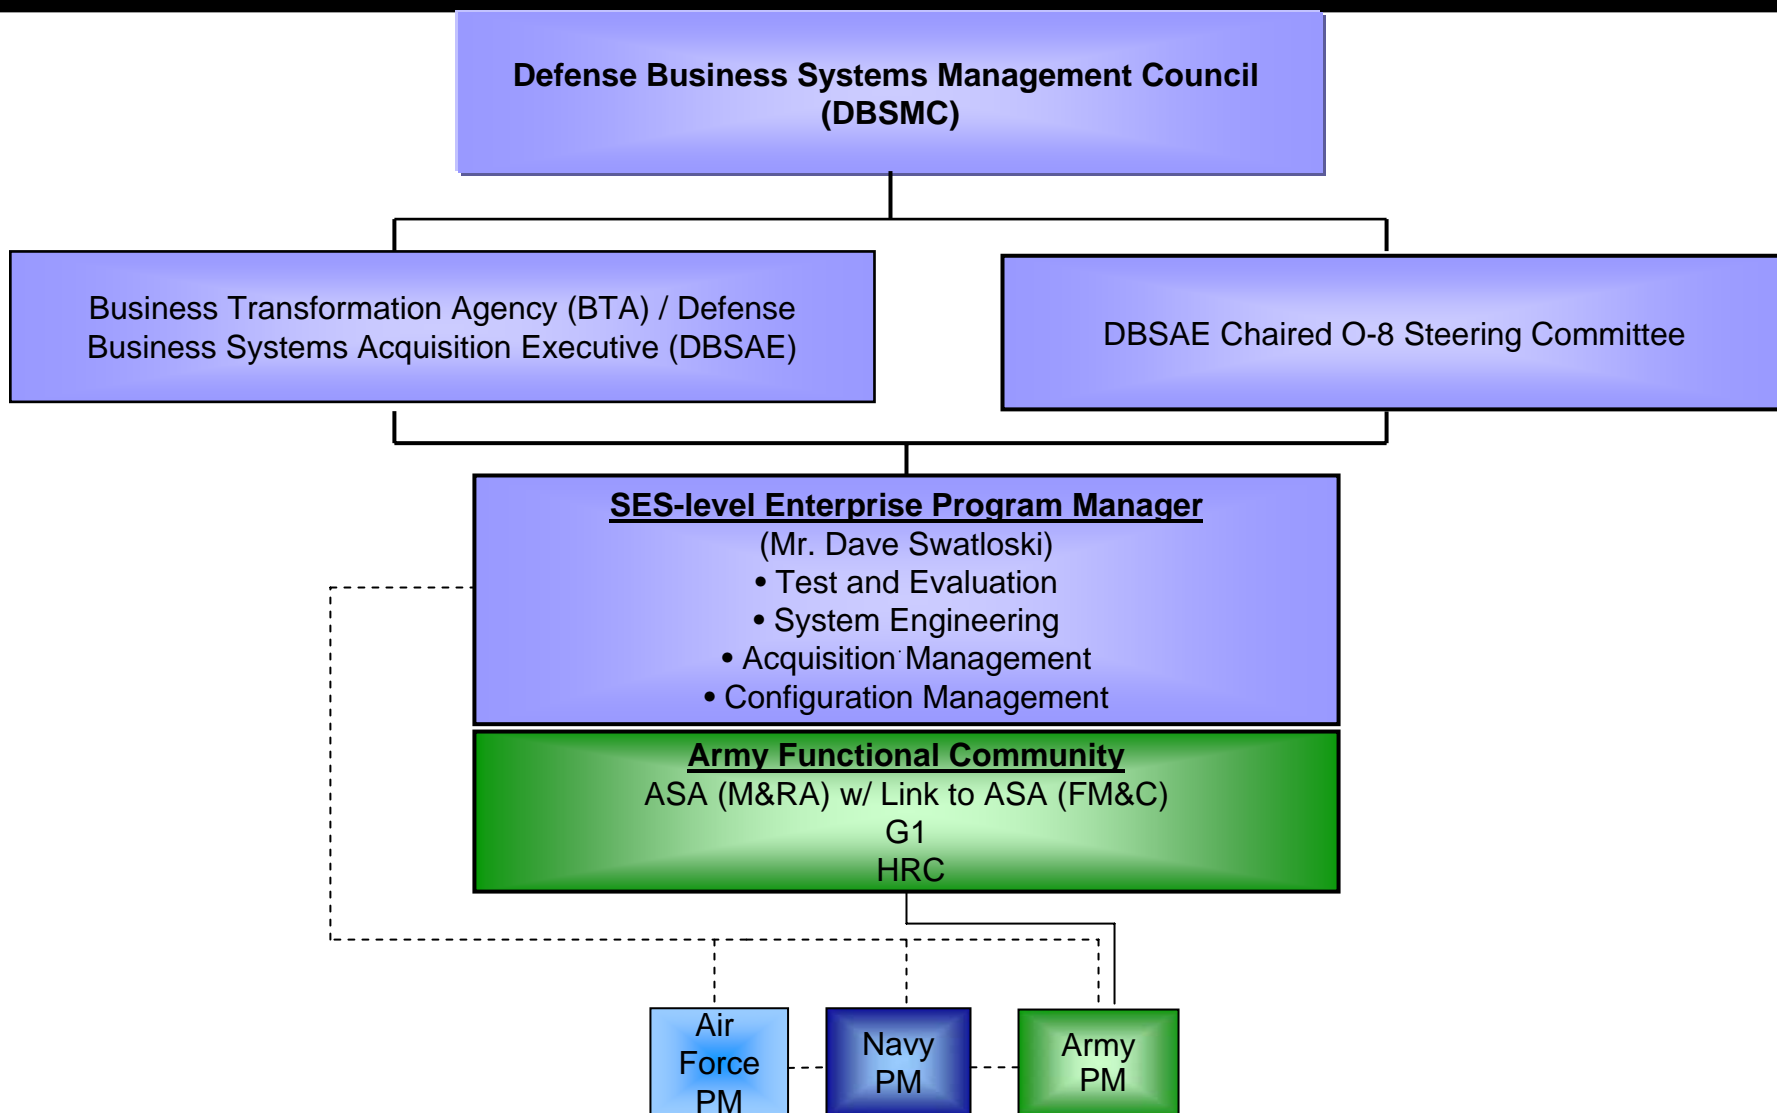 Defense Business Systems Management Council
(DBSMC)
Business Transformation Agency (BTA) / Defense
Business Systems Acquisition Executive (DBSAE)
DBSAE Chaired O-8 Steering Committee
SES-level Enterprise Program Manager
(Mr. Dave Swatloski)
• Test and Evaluation
• System Engineering
• Acquisition Management
• Configuration Management
Army Functional Community
ASA (M&RA) w/ Link to ASA (FM&C)
G1
HRC
Air
Force
PM
Navy
PM
Army
PM